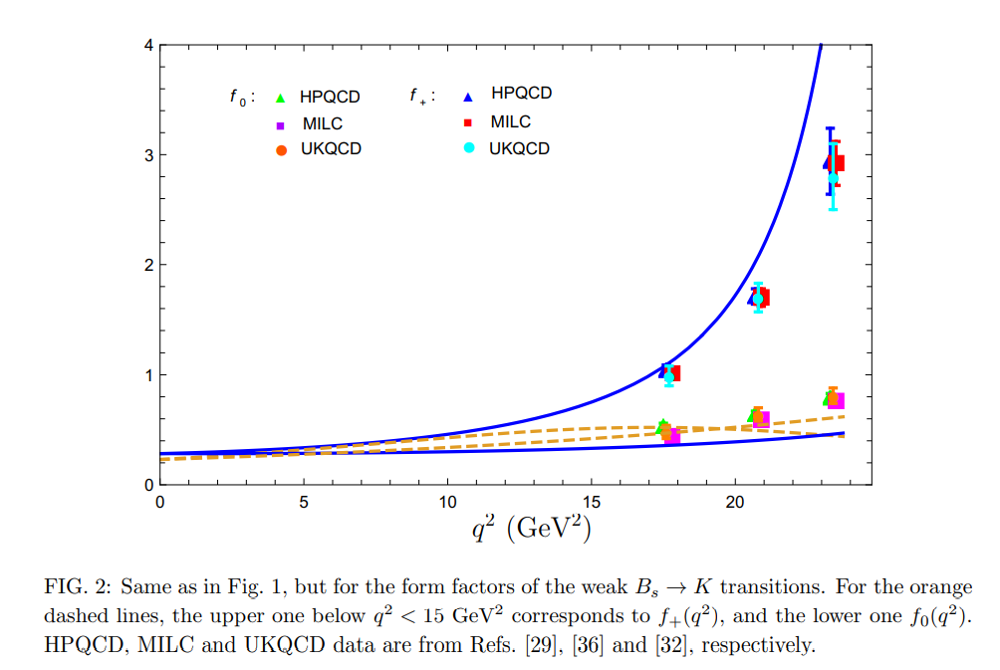 4
f 0 : HPQCD f + : HPQCD
MILC MILC
UKQCD UKQCD
3
2
1
0
0 5 10 15 20
q² (GeV²)
FIG. 2: Same as in Fig. 1, but for the form factors of the weak Bₛ → K transitions. For the orange
dashed lines, the upper one below q² < 15 GeV² corresponds to f₊(q²), and the lower one f₀(q²).
HPQCD, MILC and UKQCD data are from Refs. [29], [36] and [32], respectively.